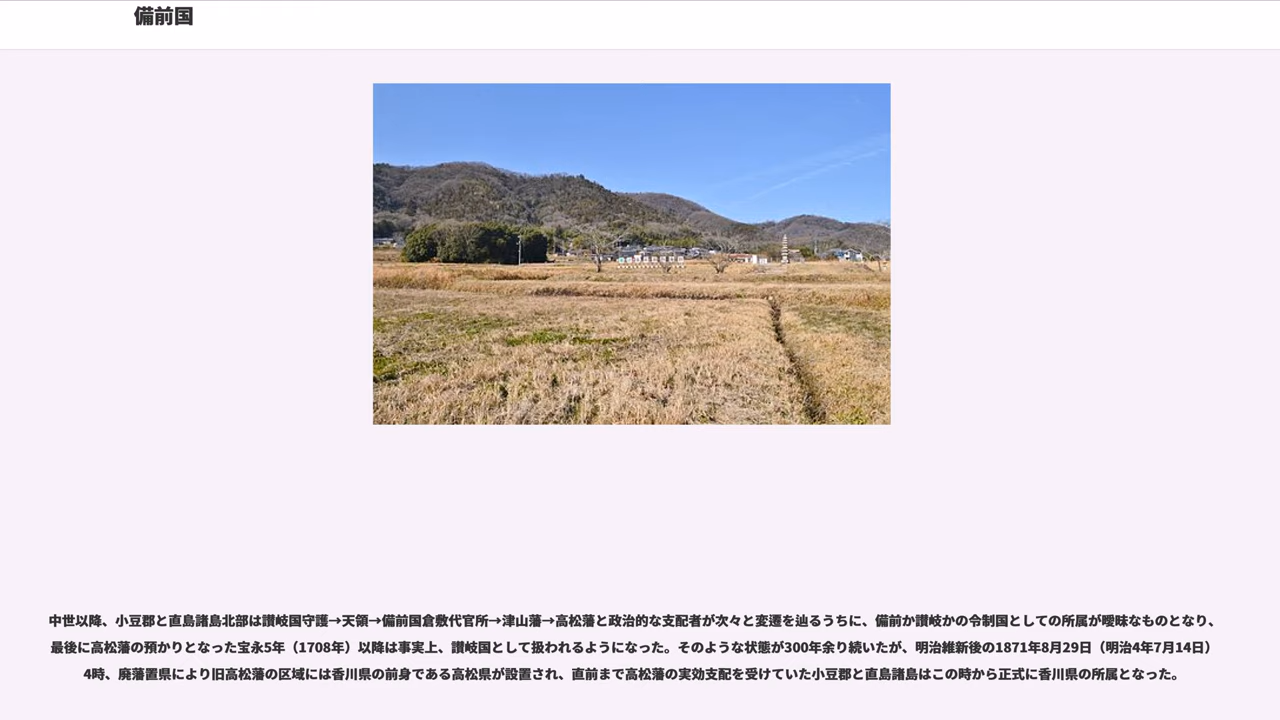 備前国
中世以降、小豆郡と直島諸島北部は讃岐国守護→天領→備前国倉敷代官所→津山藩→高松藩と政治的な支配者が次々と変遷を辿るうちに、備前か讃岐かの令制国としての所属が曖昧なものとなり、
最後に高松藩の預かりとなった宝永5年（1708年）以降は事実上、讃岐国として扱われるようになった。そのような状態が300年余り続いたが、明治維新後の1871年8月29日（明治4年7月14日）
4時、廃藩置県により旧高松藩の区域には香川県の前身である高松県が設置され、直前まで高松藩の実効支配を受けていた小豆郡と直島諸島はこの時から正式に香川県の所属となった。